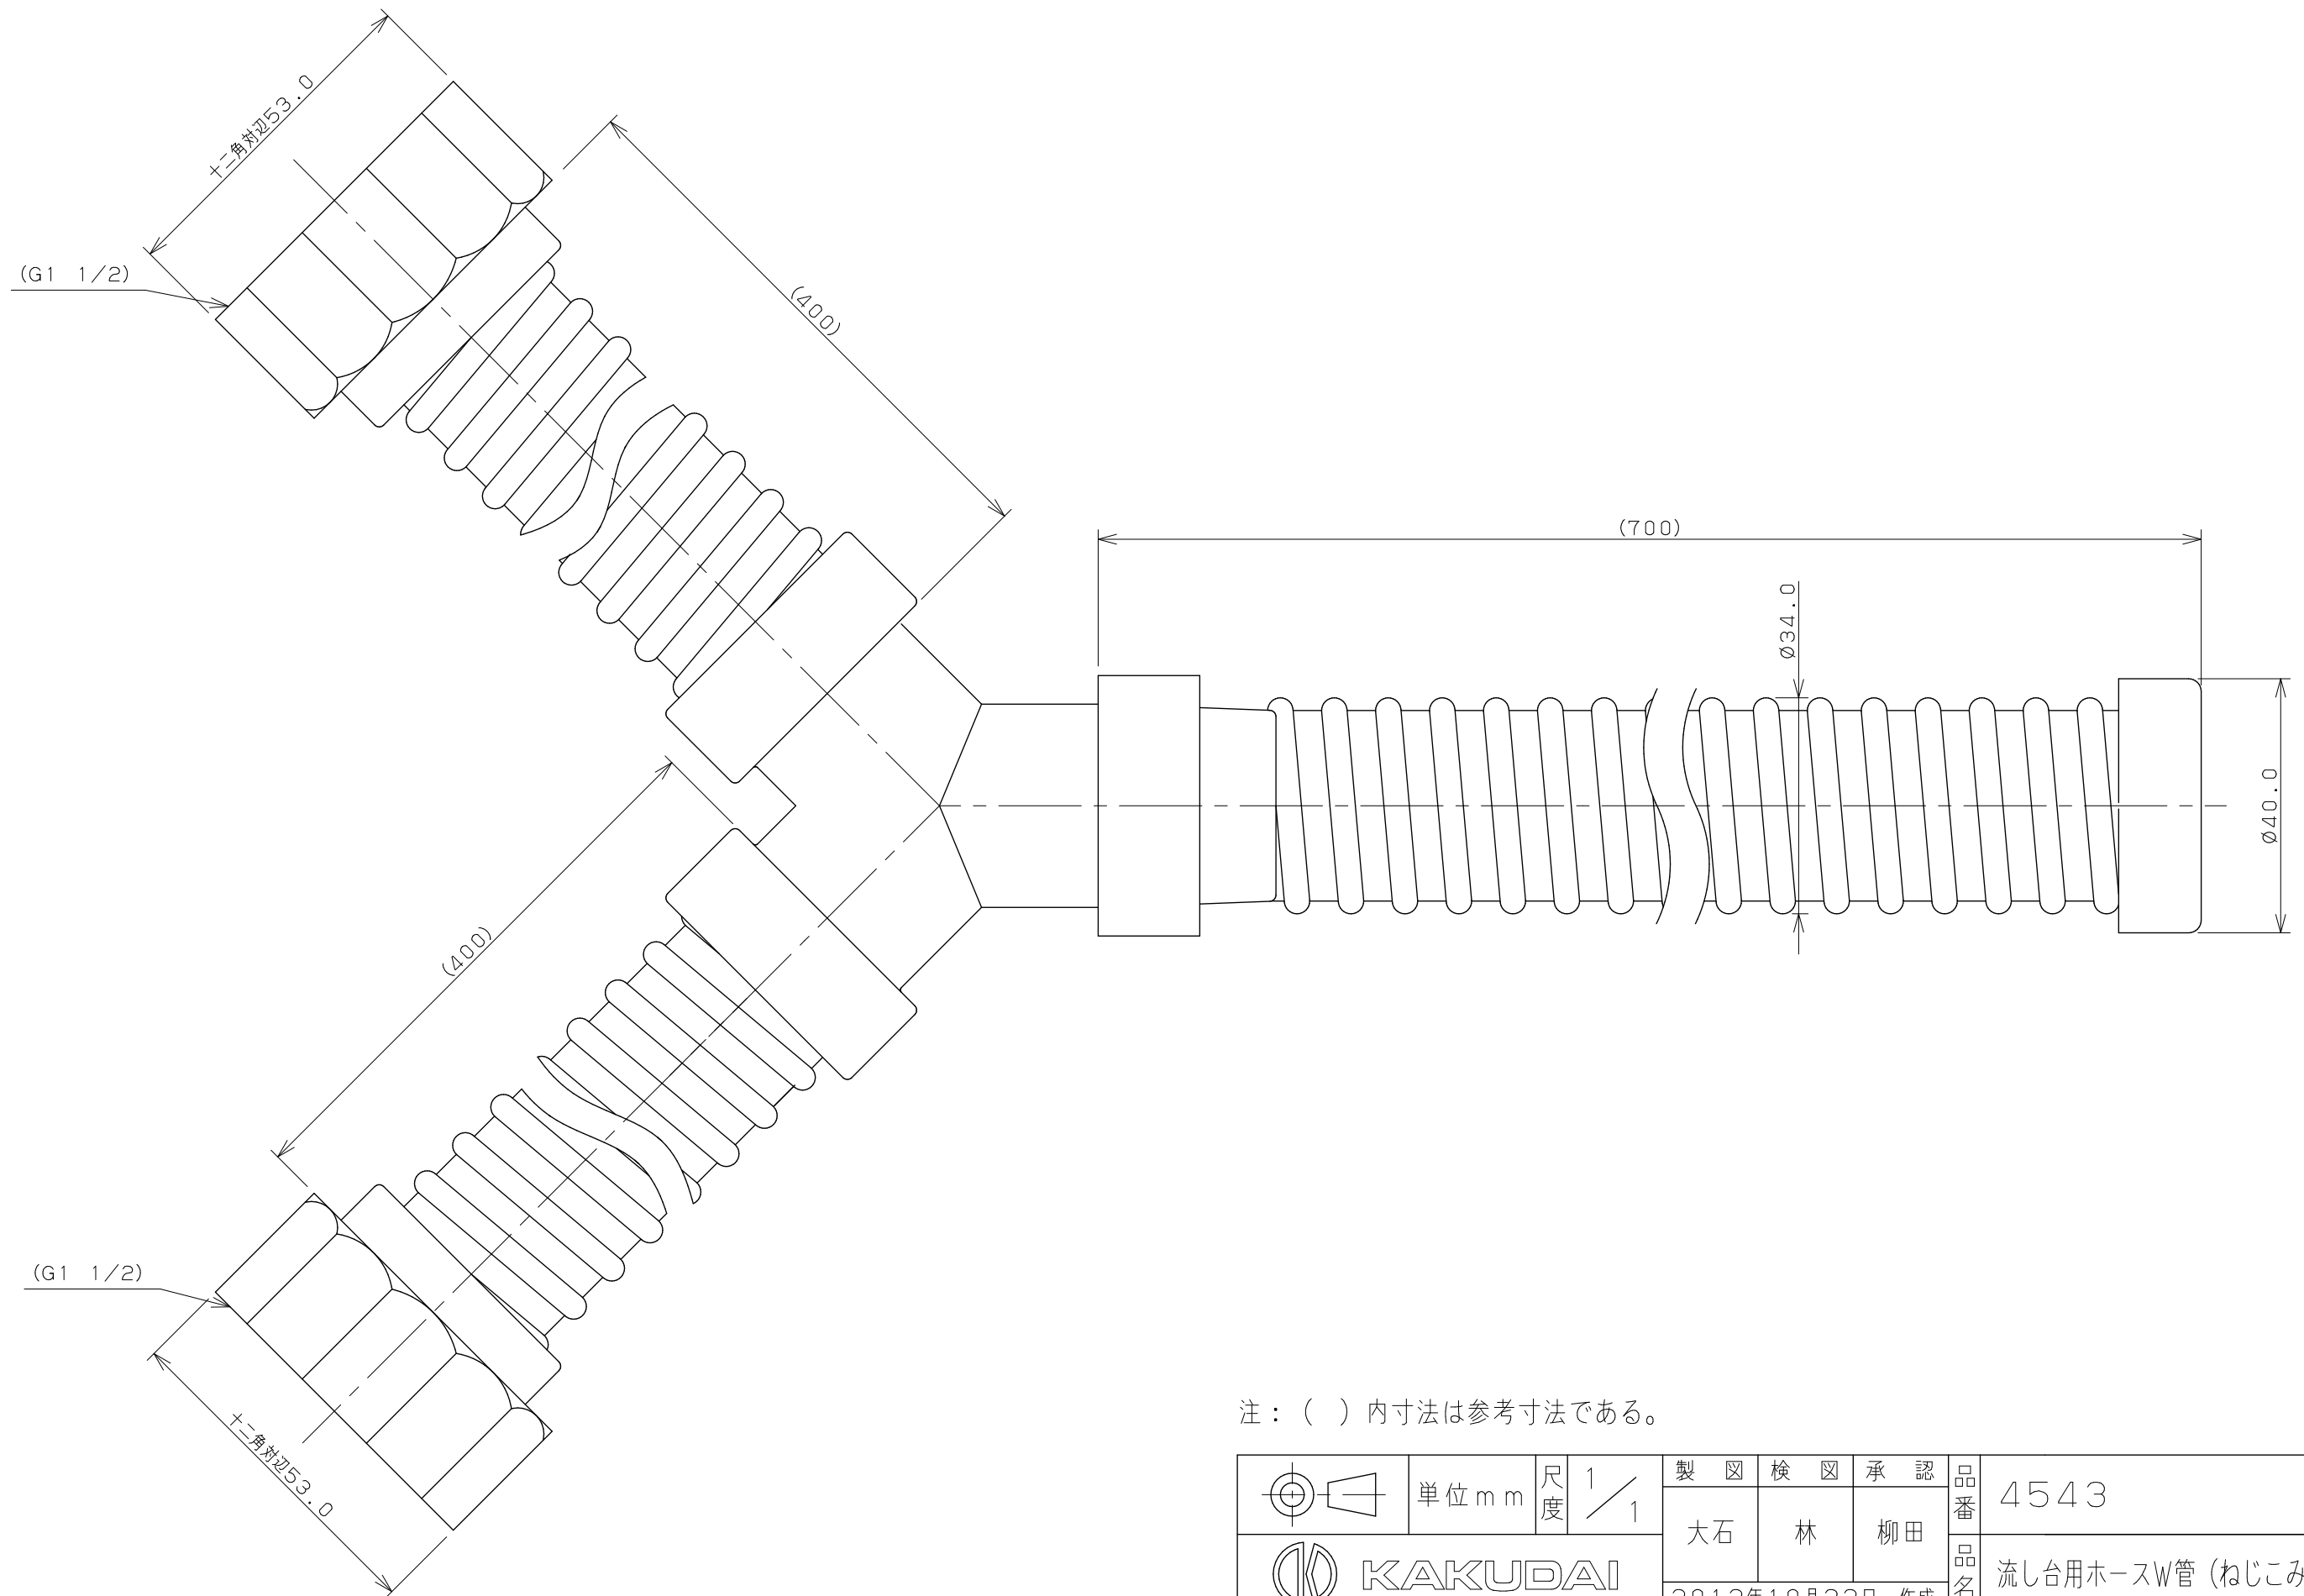 十二角対辺53.0
(G1 1/2)
(400)
(700)
Ø34.0
Ø40.0
(400)
(G1 1/2)
十二角対辺53.0
注：（　）内寸法は参考寸法である。
単位mm
尺度
1/1
製図
検図
承認
大石
林
柳田
品番
4543
KAKUDAI
品名
流し台用ホースW管（ねじこみ